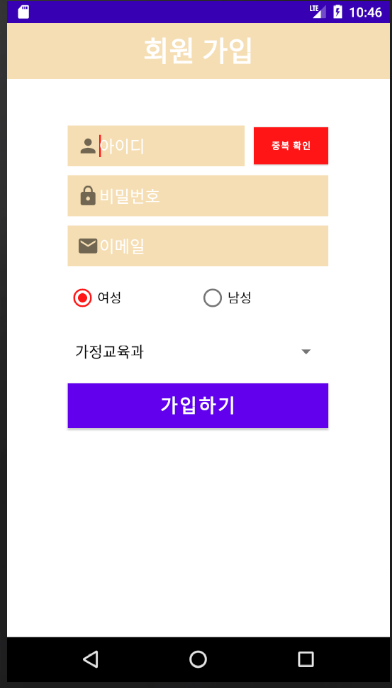 LTE 10:46
회원 가입
아이디 중복 확인
비밀번호
이메일
여성 남성
가정교육과
가입하기